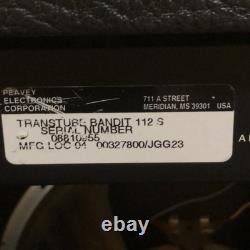 PEAVEY
ELECTRONICS
CORPORATION
711 A STREET
MERIDIAN, MS 39301 USA
TRANSTUBE BANDIT 112 S
SERIAL NUMBER
08810955
MFG LOC 04 00327800/JGG23
A